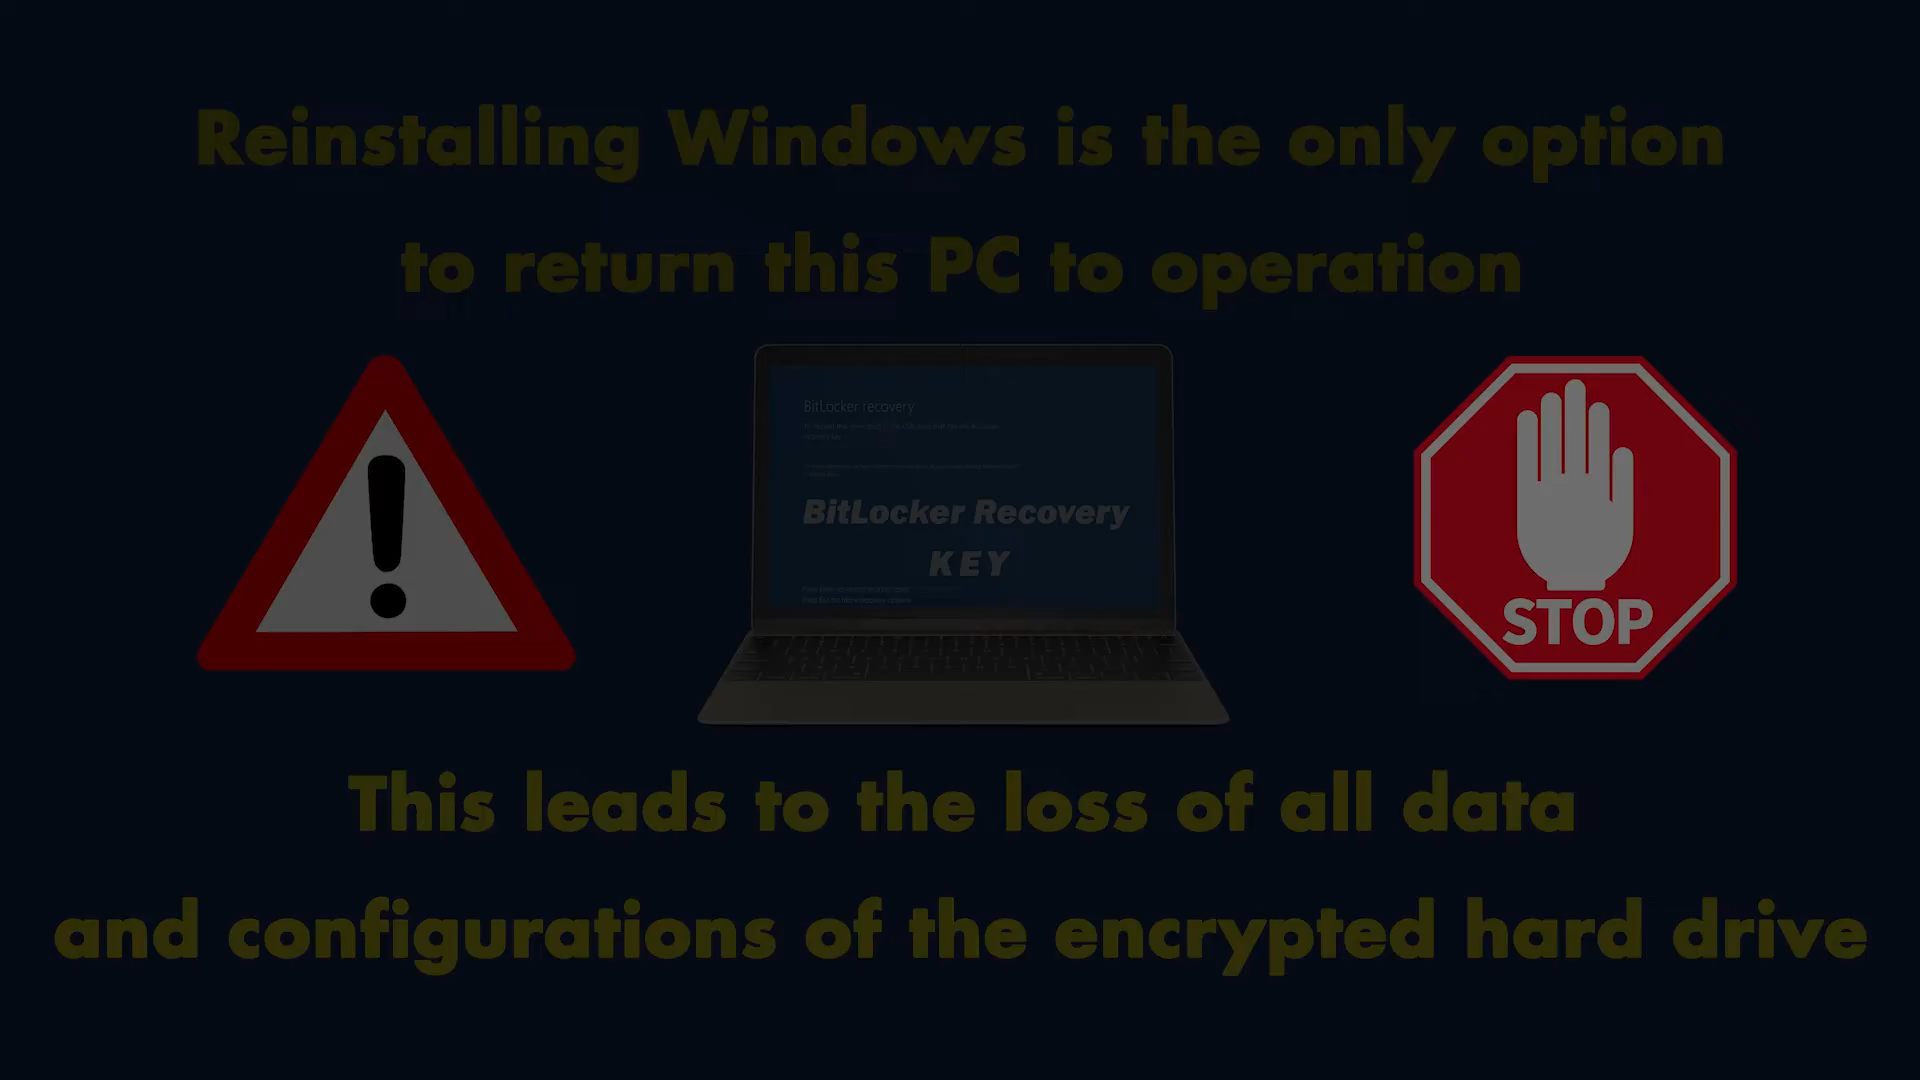 Reinstalling Windows is the only option
to return this PC to operation
BitLocker recovery
BitLocker Recovery
KEY
STOP
This leads to the loss of all data
and configurations of the encrypted hard drive